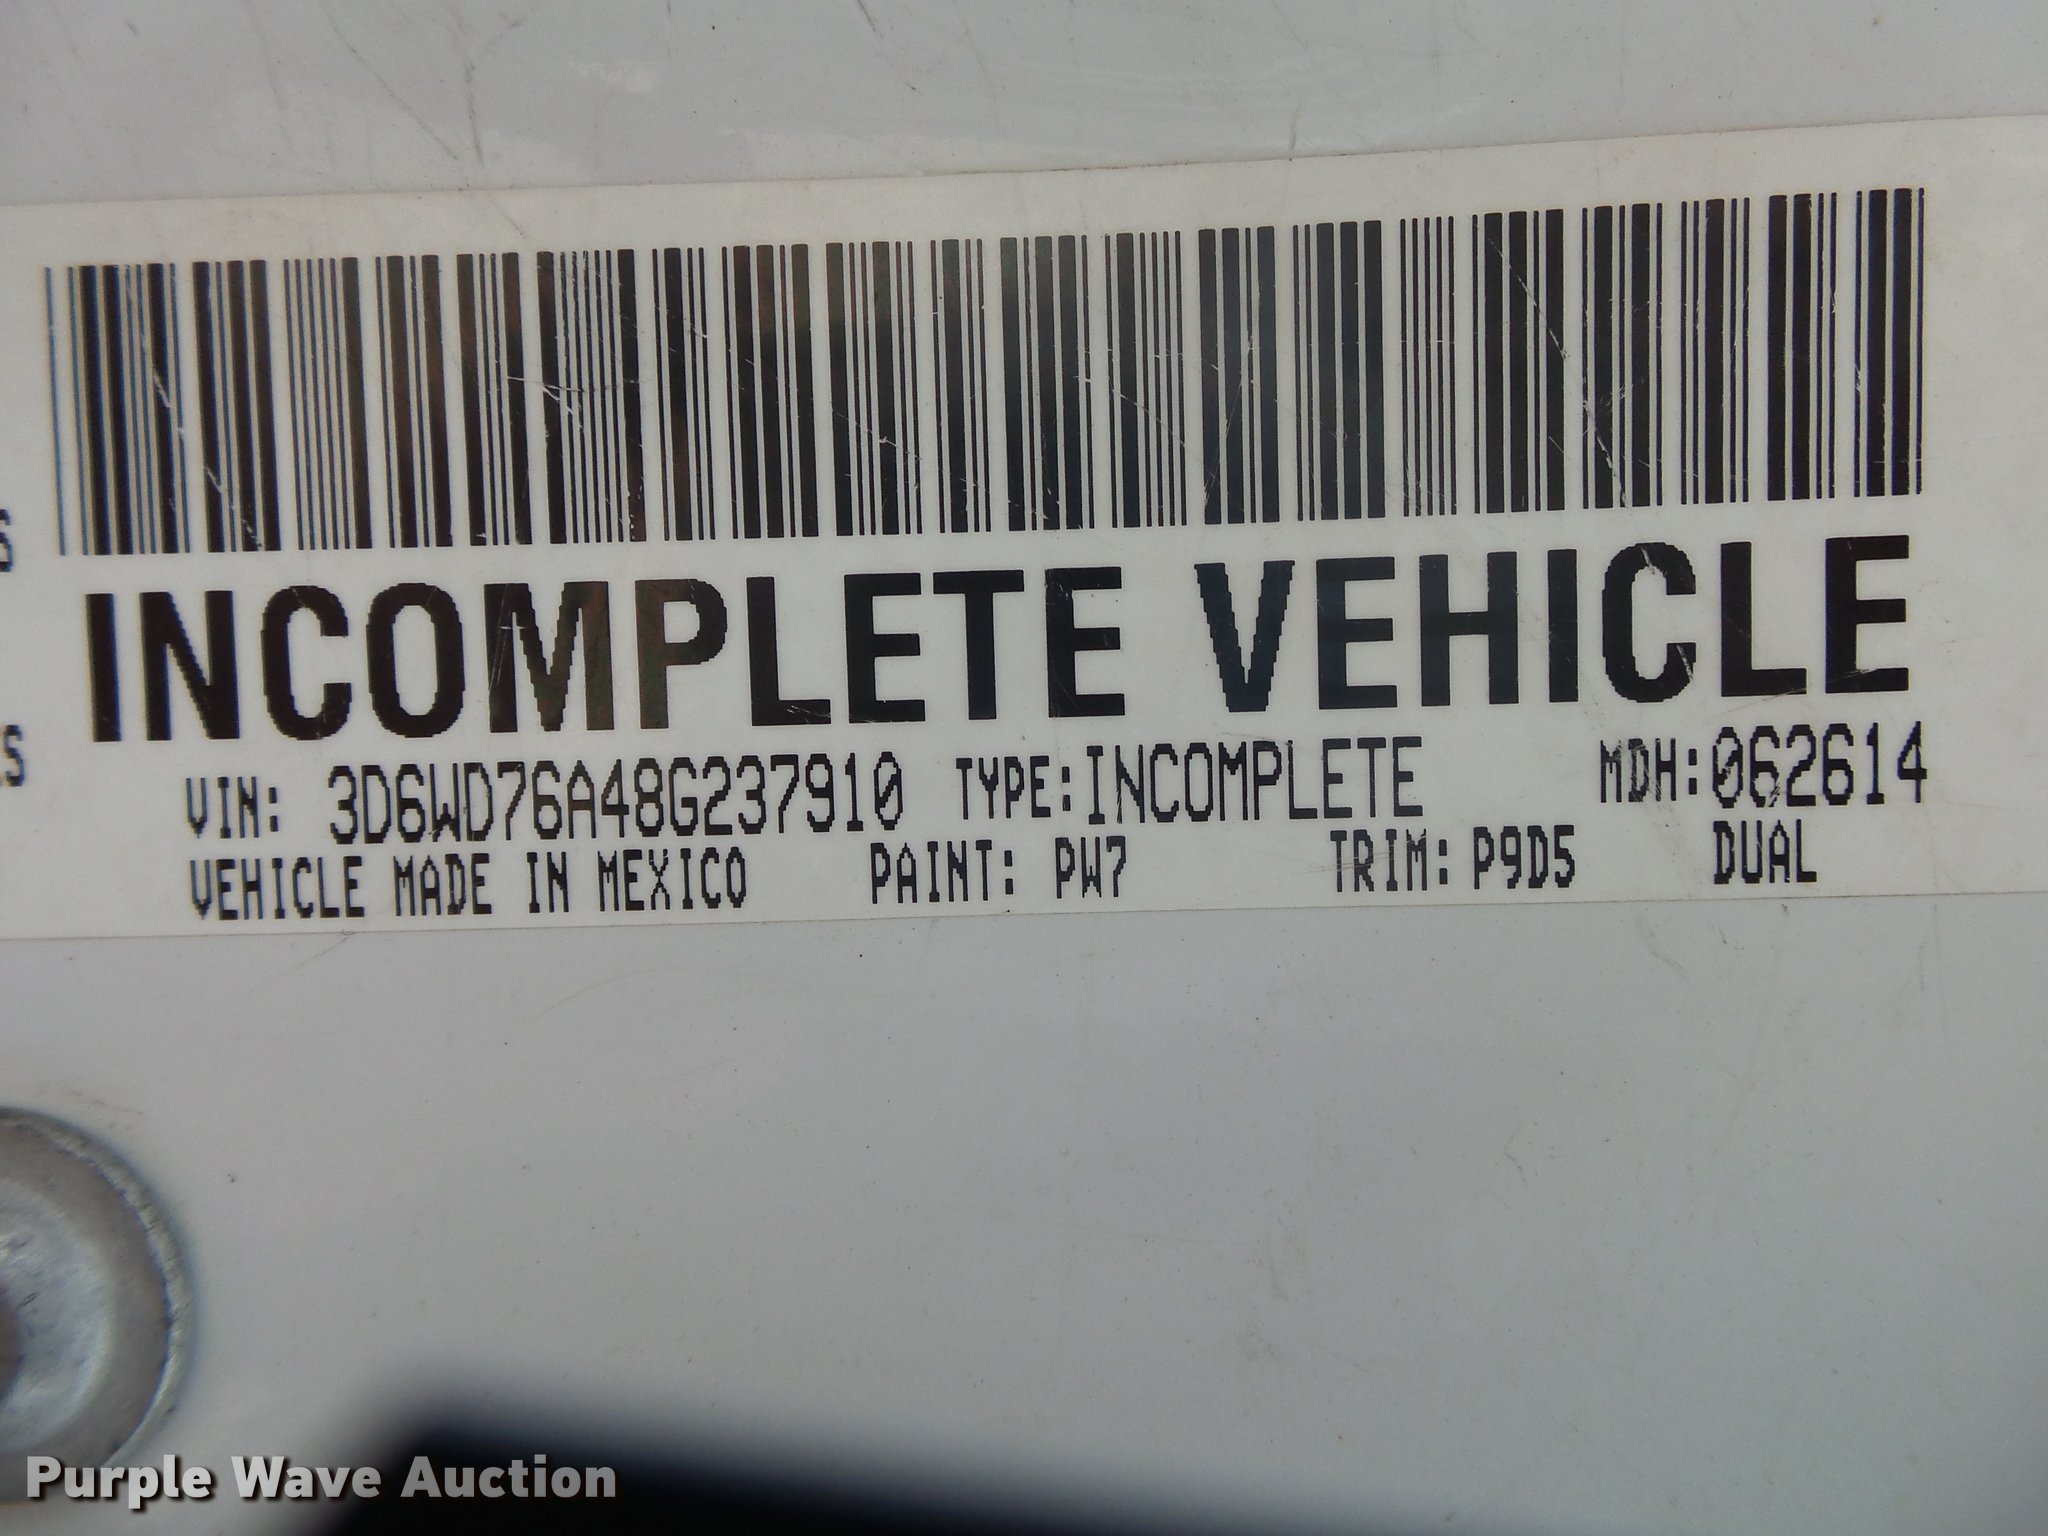 INCOMPLETE VEHICLE
VIN: 3D6WD76A48G237910 TYPE: INCOMPLETE MDH: 062614
VEHICLE MADE IN MEXICO PAINT: PW7 TRIM: P9D5 DUAL
Purple Wave Auction